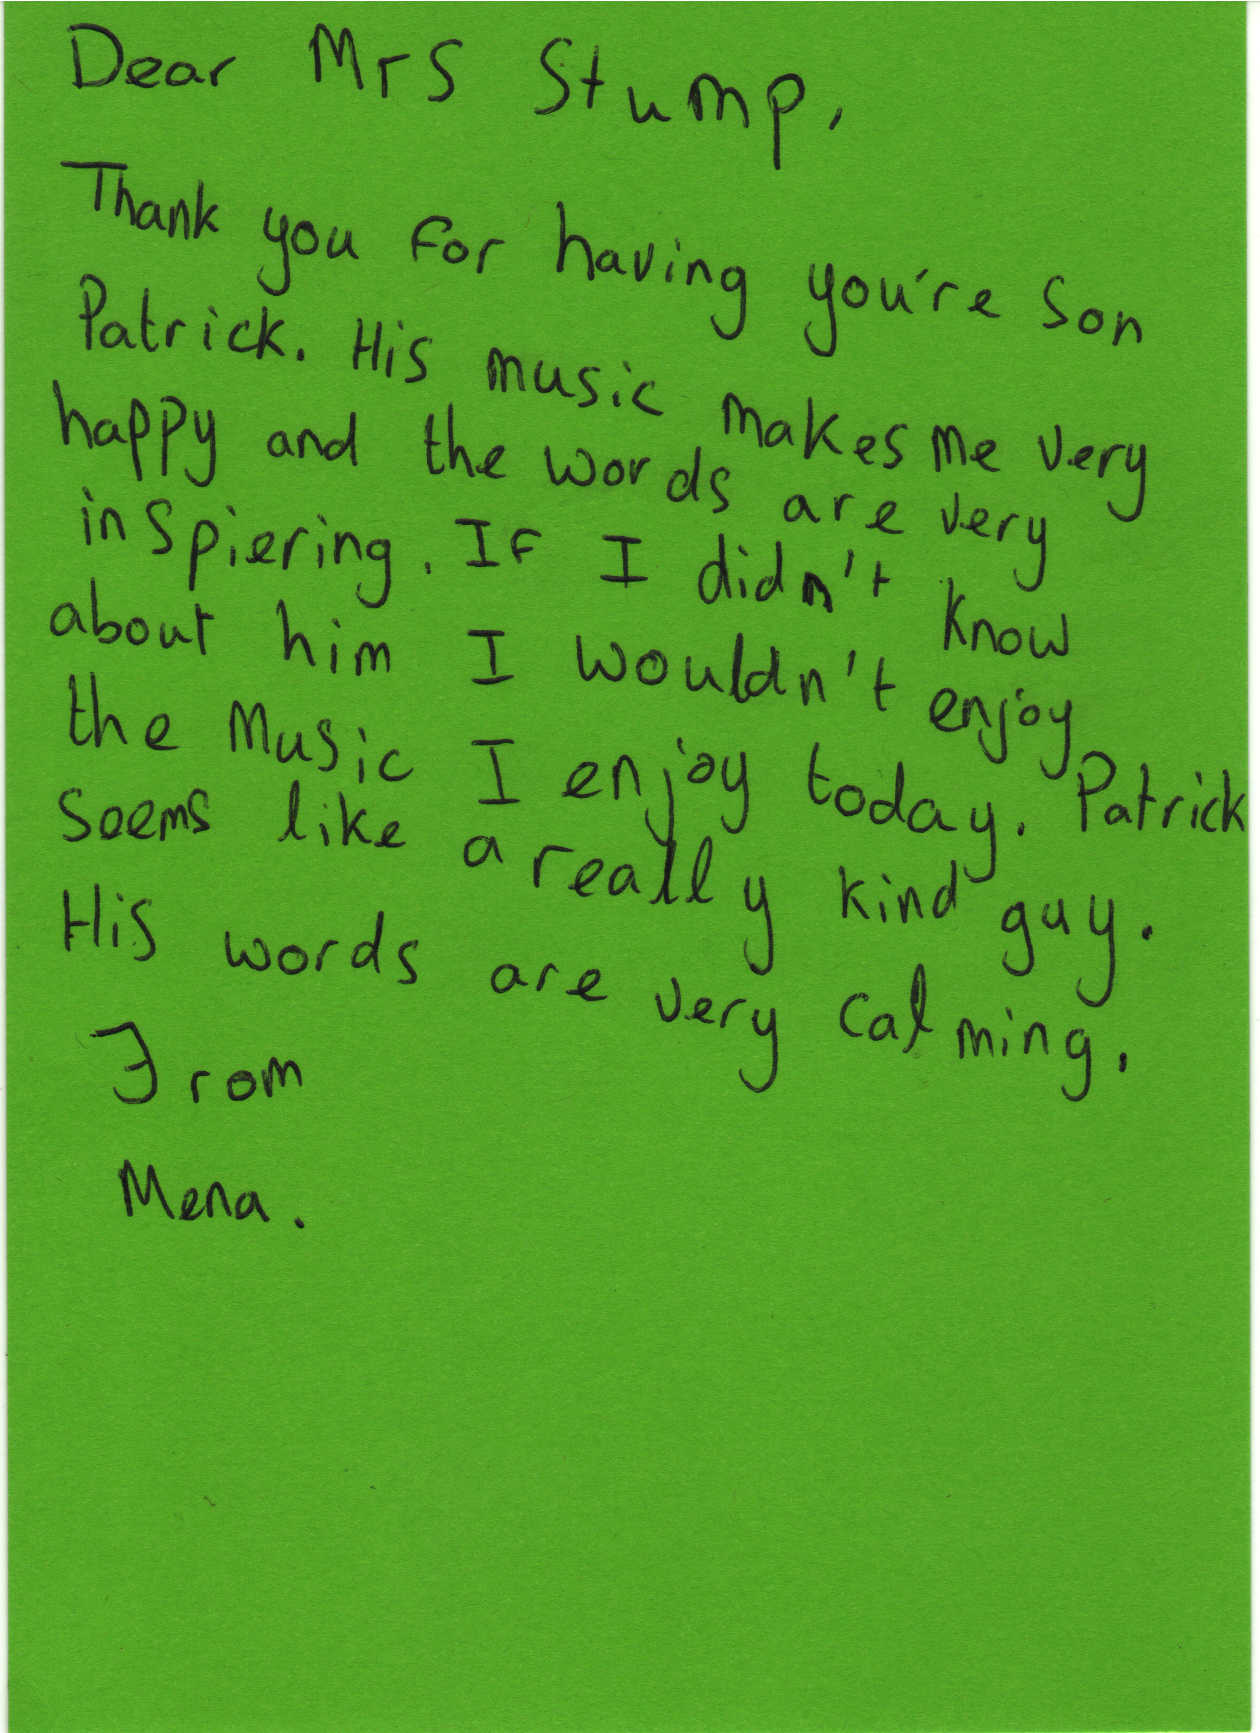 Dear Mrs Stump,
Thank you for having you're son
Patrick. His music makes me very
happy and the words are very
inspiering. If I didn't know
about him I wouldn't enjoy
the Music I enjoy today. Patrick
seems like a really kind guy.
His words are very calming.
From
Mena.